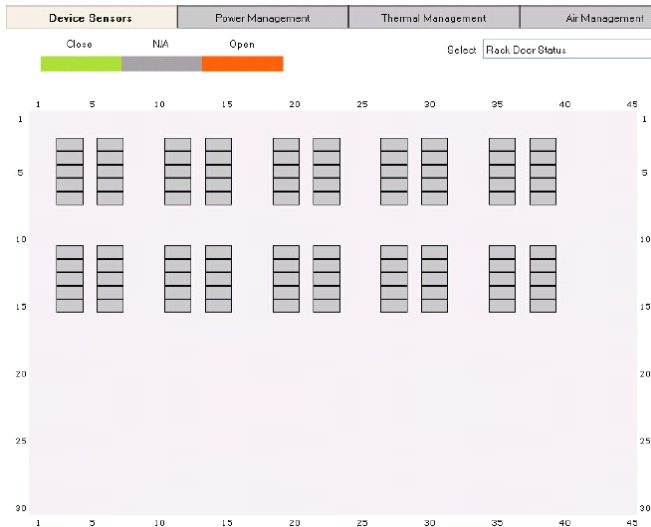 Device Sensors Power Management Thermal Management Air Management
Close N/A Open
Select Rack Door Status
1 5 10 15 20 25 30 35 40 45
1 1
5 5
10 10
15 15
20 20
25 25
30 30
1 5 10 15 20 25 30 35 40 45